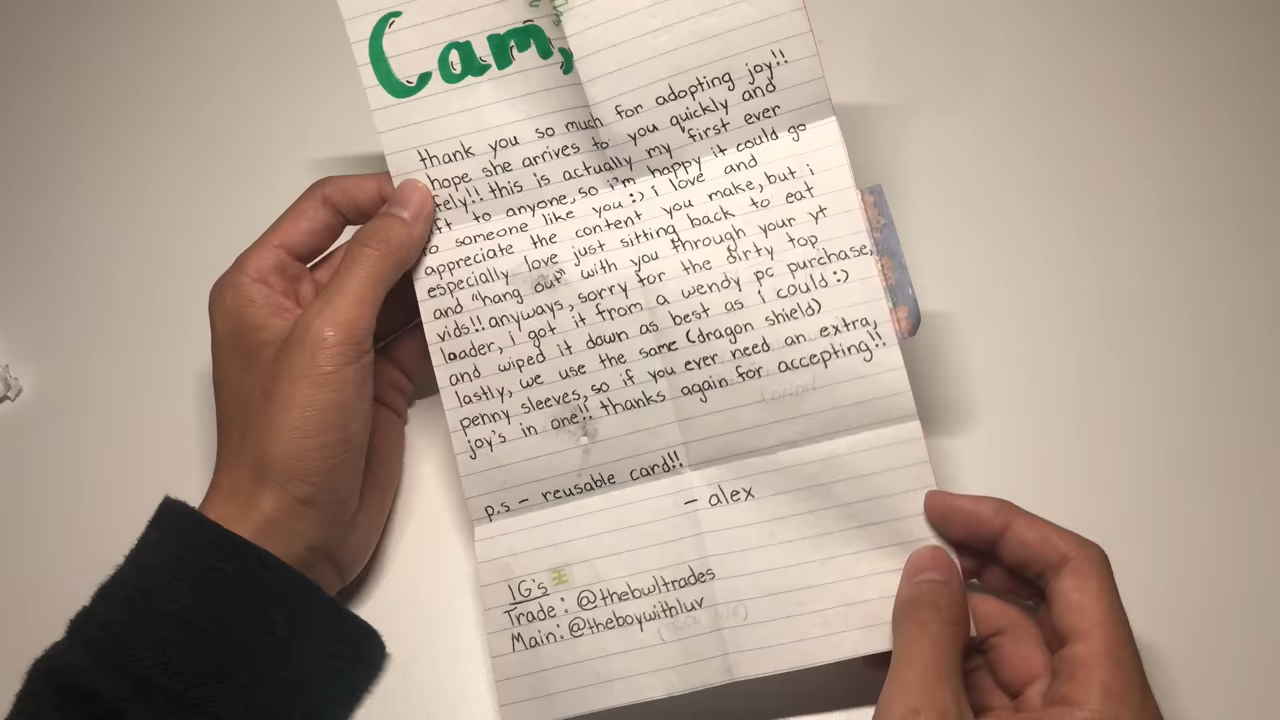 Cam,
thank you so much for adopting joy!!
hope she arrives to you quickly and
fely!! this is actually my first ever
ft to anyone, so i'm happy it could go
to someone like you :) i love and
appreciate the content you make, but i
especially love just sitting back to eat
and "hang out" with you through your yt
vids!! anyways, sorry for the dirty top
loader, i got it from a wendy pc purchase,
and wiped it down as best as i could :)
lastly, we use the same (dragon shield)
penny sleeves, so if you ever need an extra,
joy's in one!! thanks again for accepting!!
p.s - reusable card!!
- alex
IG's
Trade: @thebwltrades
Main: @theboywithluv